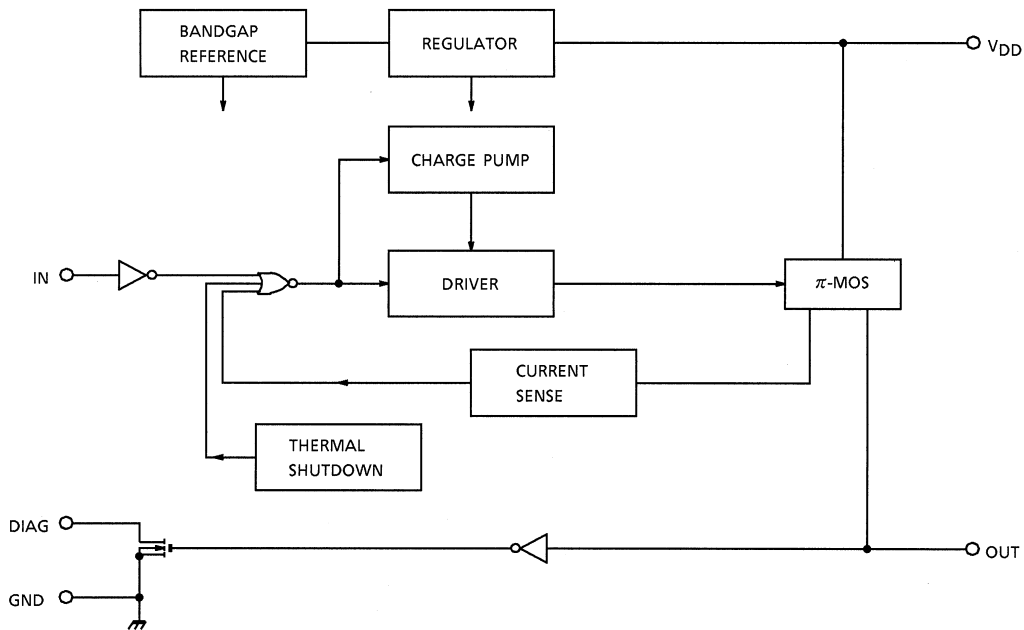 BANDGAP
REFERENCE
REGULATOR
VDD
CHARGE PUMP
IN
DRIVER
π-MOS
CURRENT
SENSE
THERMAL
SHUTDOWN
DIAG
OUT
GND